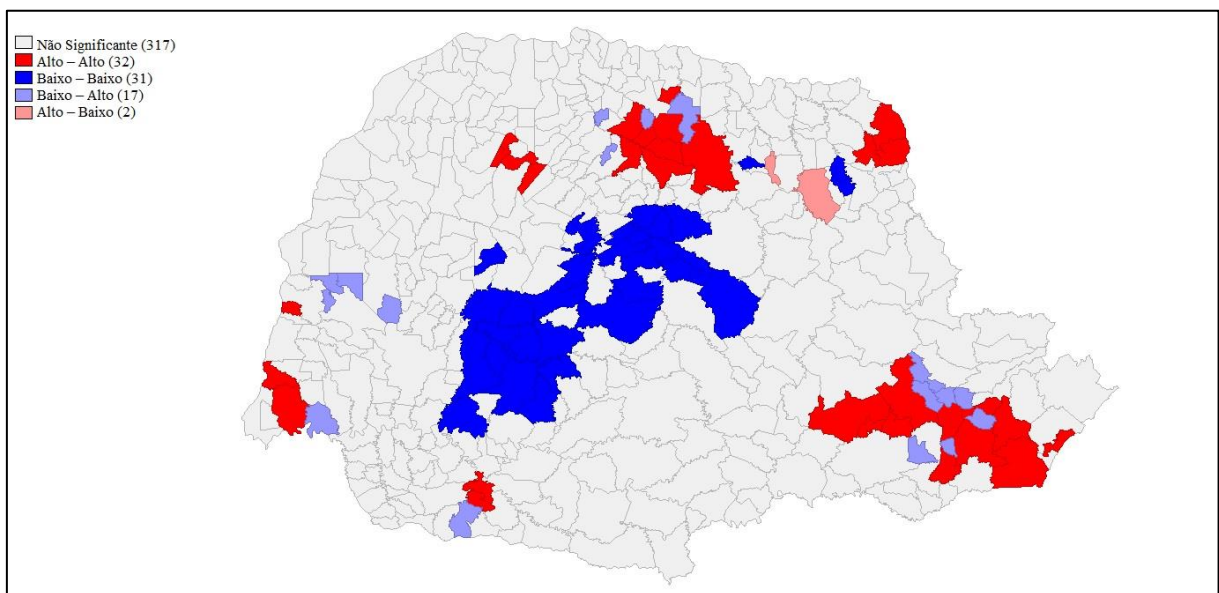 Não Significante (317)
Alto – Alto (32)
Baixo – Baixo (31)
Baixo – Alto (17)
Alto – Baixo (2)